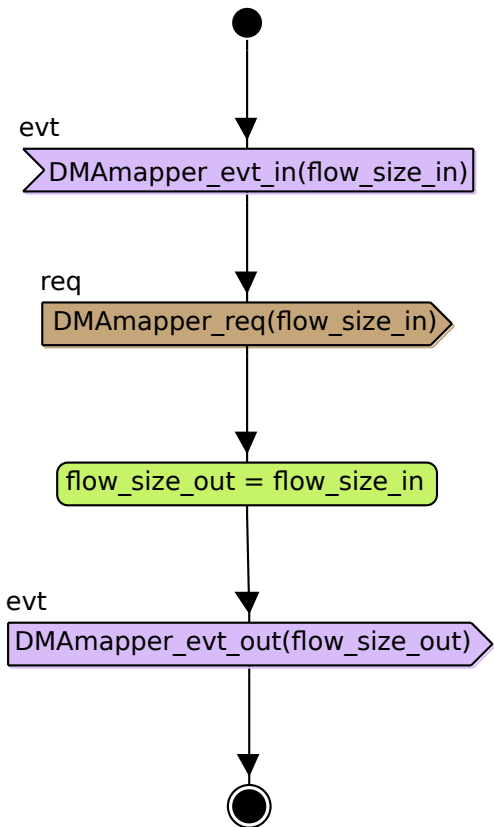 evt
DMAmapper_evt_in(flow_size_in)
req
DMAmapper_req(flow_size_in)
flow_size_out = flow_size_in
evt
DMAmapper_evt_out(flow_size_out)